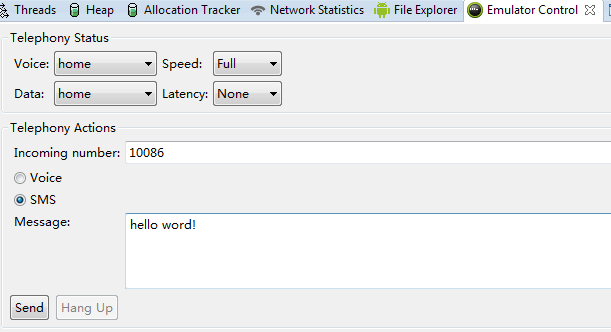 Threads Heap Allocation Tracker Network Statistics File Explorer Emulator Control
Telephony Status
Voice: home Speed: Full
Data: home Latency: None
Telephony Actions
Incoming number: 10086
Voice
SMS
Message: hello word!
Send Hang Up